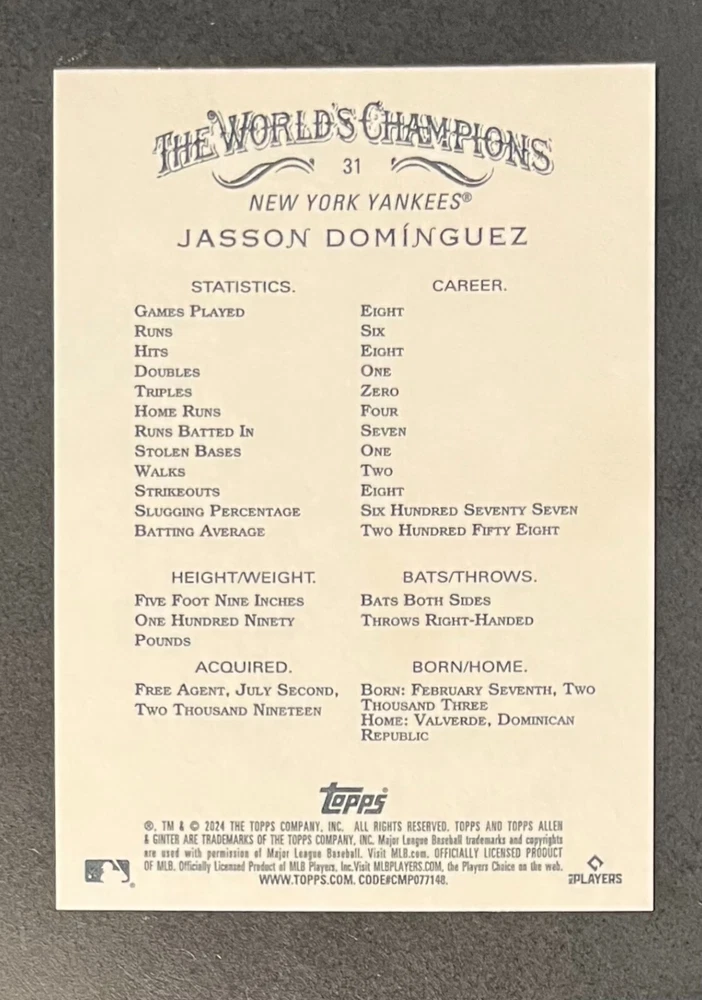 THE WORLD'S CHAMPIONS
31
NEW YORK YANKEES®
JASSON DOMÍNGUEZ
STATISTICS. CAREER.
GAMES PLAYED EIGHT
RUNS SIX
HITS EIGHT
DOUBLES ONE
TRIPLES ZERO
HOME RUNS FOUR
RUNS BATTED IN SEVEN
STOLEN BASES ONE
WALKS TWO
STRIKEOUTS EIGHT
SLUGGING PERCENTAGE SIX HUNDRED SEVENTY SEVEN
BATTING AVERAGE TWO HUNDRED FIFTY EIGHT
HEIGHT/WEIGHT.
FIVE FOOT NINE INCHES
ONE HUNDRED NINETY
POUNDS
BATS/THROWS.
BATS BOTH SIDES
THROWS RIGHT-HANDED
ACQUIRED.
FREE AGENT, JULY SECOND,
TWO THOUSAND NINETEEN
BORN/HOME.
BORN: FEBRUARY SEVENTH, TWO
THOUSAND THREE
HOME: VALVERDE, DOMINICAN
REPUBLIC
Topps®
®, TM & © 2024 THE TOPPS COMPANY, INC. ALL RIGHTS RESERVED. TOPPS AND TOPPS ALLEN
& GINTER ARE TRADEMARKS OF THE TOPPS COMPANY, INC. Major League Baseball trademarks and copyrights
are used with permission of Major League Baseball. Visit MLB.com. OFFICIALLY LICENSED PRODUCT
OF MLB. Officially Licensed Product of MLB Players, Inc. Visit MLBPLAYERS.COM, the Players Choice on the web.
WWW.TOPPS.COM. CODE#CMP077148.
PLAYERS